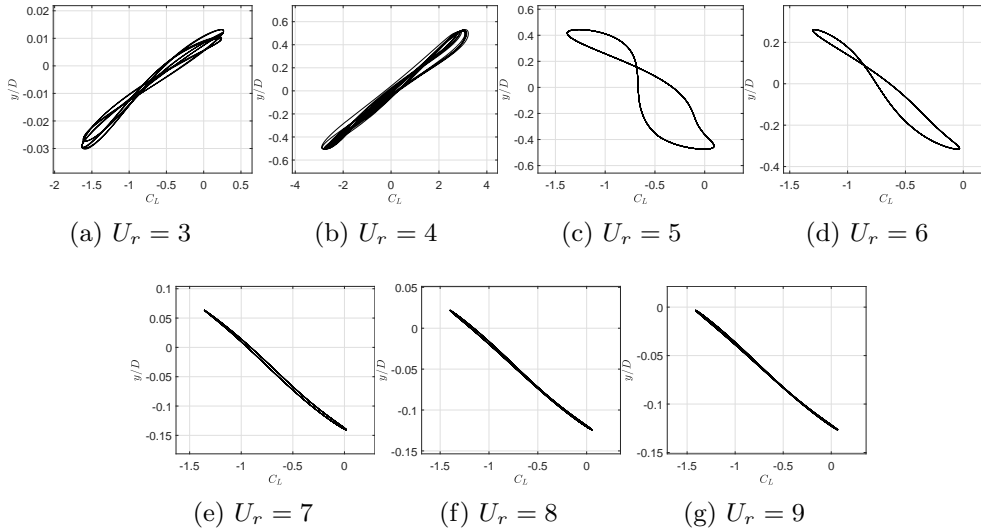 0.02
0.01
0
-0.01
-0.02
-0.03
y/D
-2 -1.5 -1 -0.5 0 0.5
C_L
(a) U_r = 3
0.6
0.4
0.2
0
-0.2
-0.4
-0.6
y/D
-4 -2 0 2 4
C_L
(b) U_r = 4
0.6
0.4
0.2
0
-0.2
-0.4
-0.6
y/D
-1.5 -1 -0.5 0
C_L
(c) U_r = 5
0.2
0
-0.2
-0.4
y/D
-1.5 -1 -0.5 0
C_L
(d) U_r = 6
0.1
0.05
0
-0.05
-0.1
-0.15
y/D
-1.5 -1 -0.5 0
C_L
(e) U_r = 7
0.05
0
-0.05
-0.1
-0.15
y/D
-1.5 -1 -0.5 0
C_L
(f) U_r = 8
0.05
0
-0.05
-0.1
-0.15
y/D
-1.5 -1 -0.5 0
C_L
(g) U_r = 9